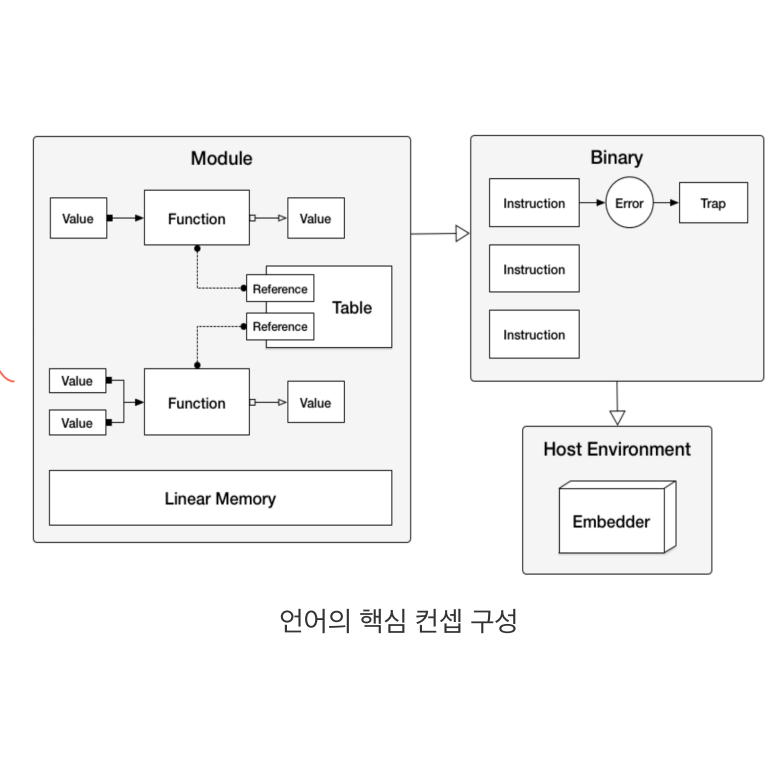 Module
Value
Function
Value
Reference
Table
Reference
Value
Value
Function
Value
Linear Memory
Binary
Instruction
Error
Trap
Instruction
Instruction
Host Environment
Embedder
언어의 핵심 컨셉 구성